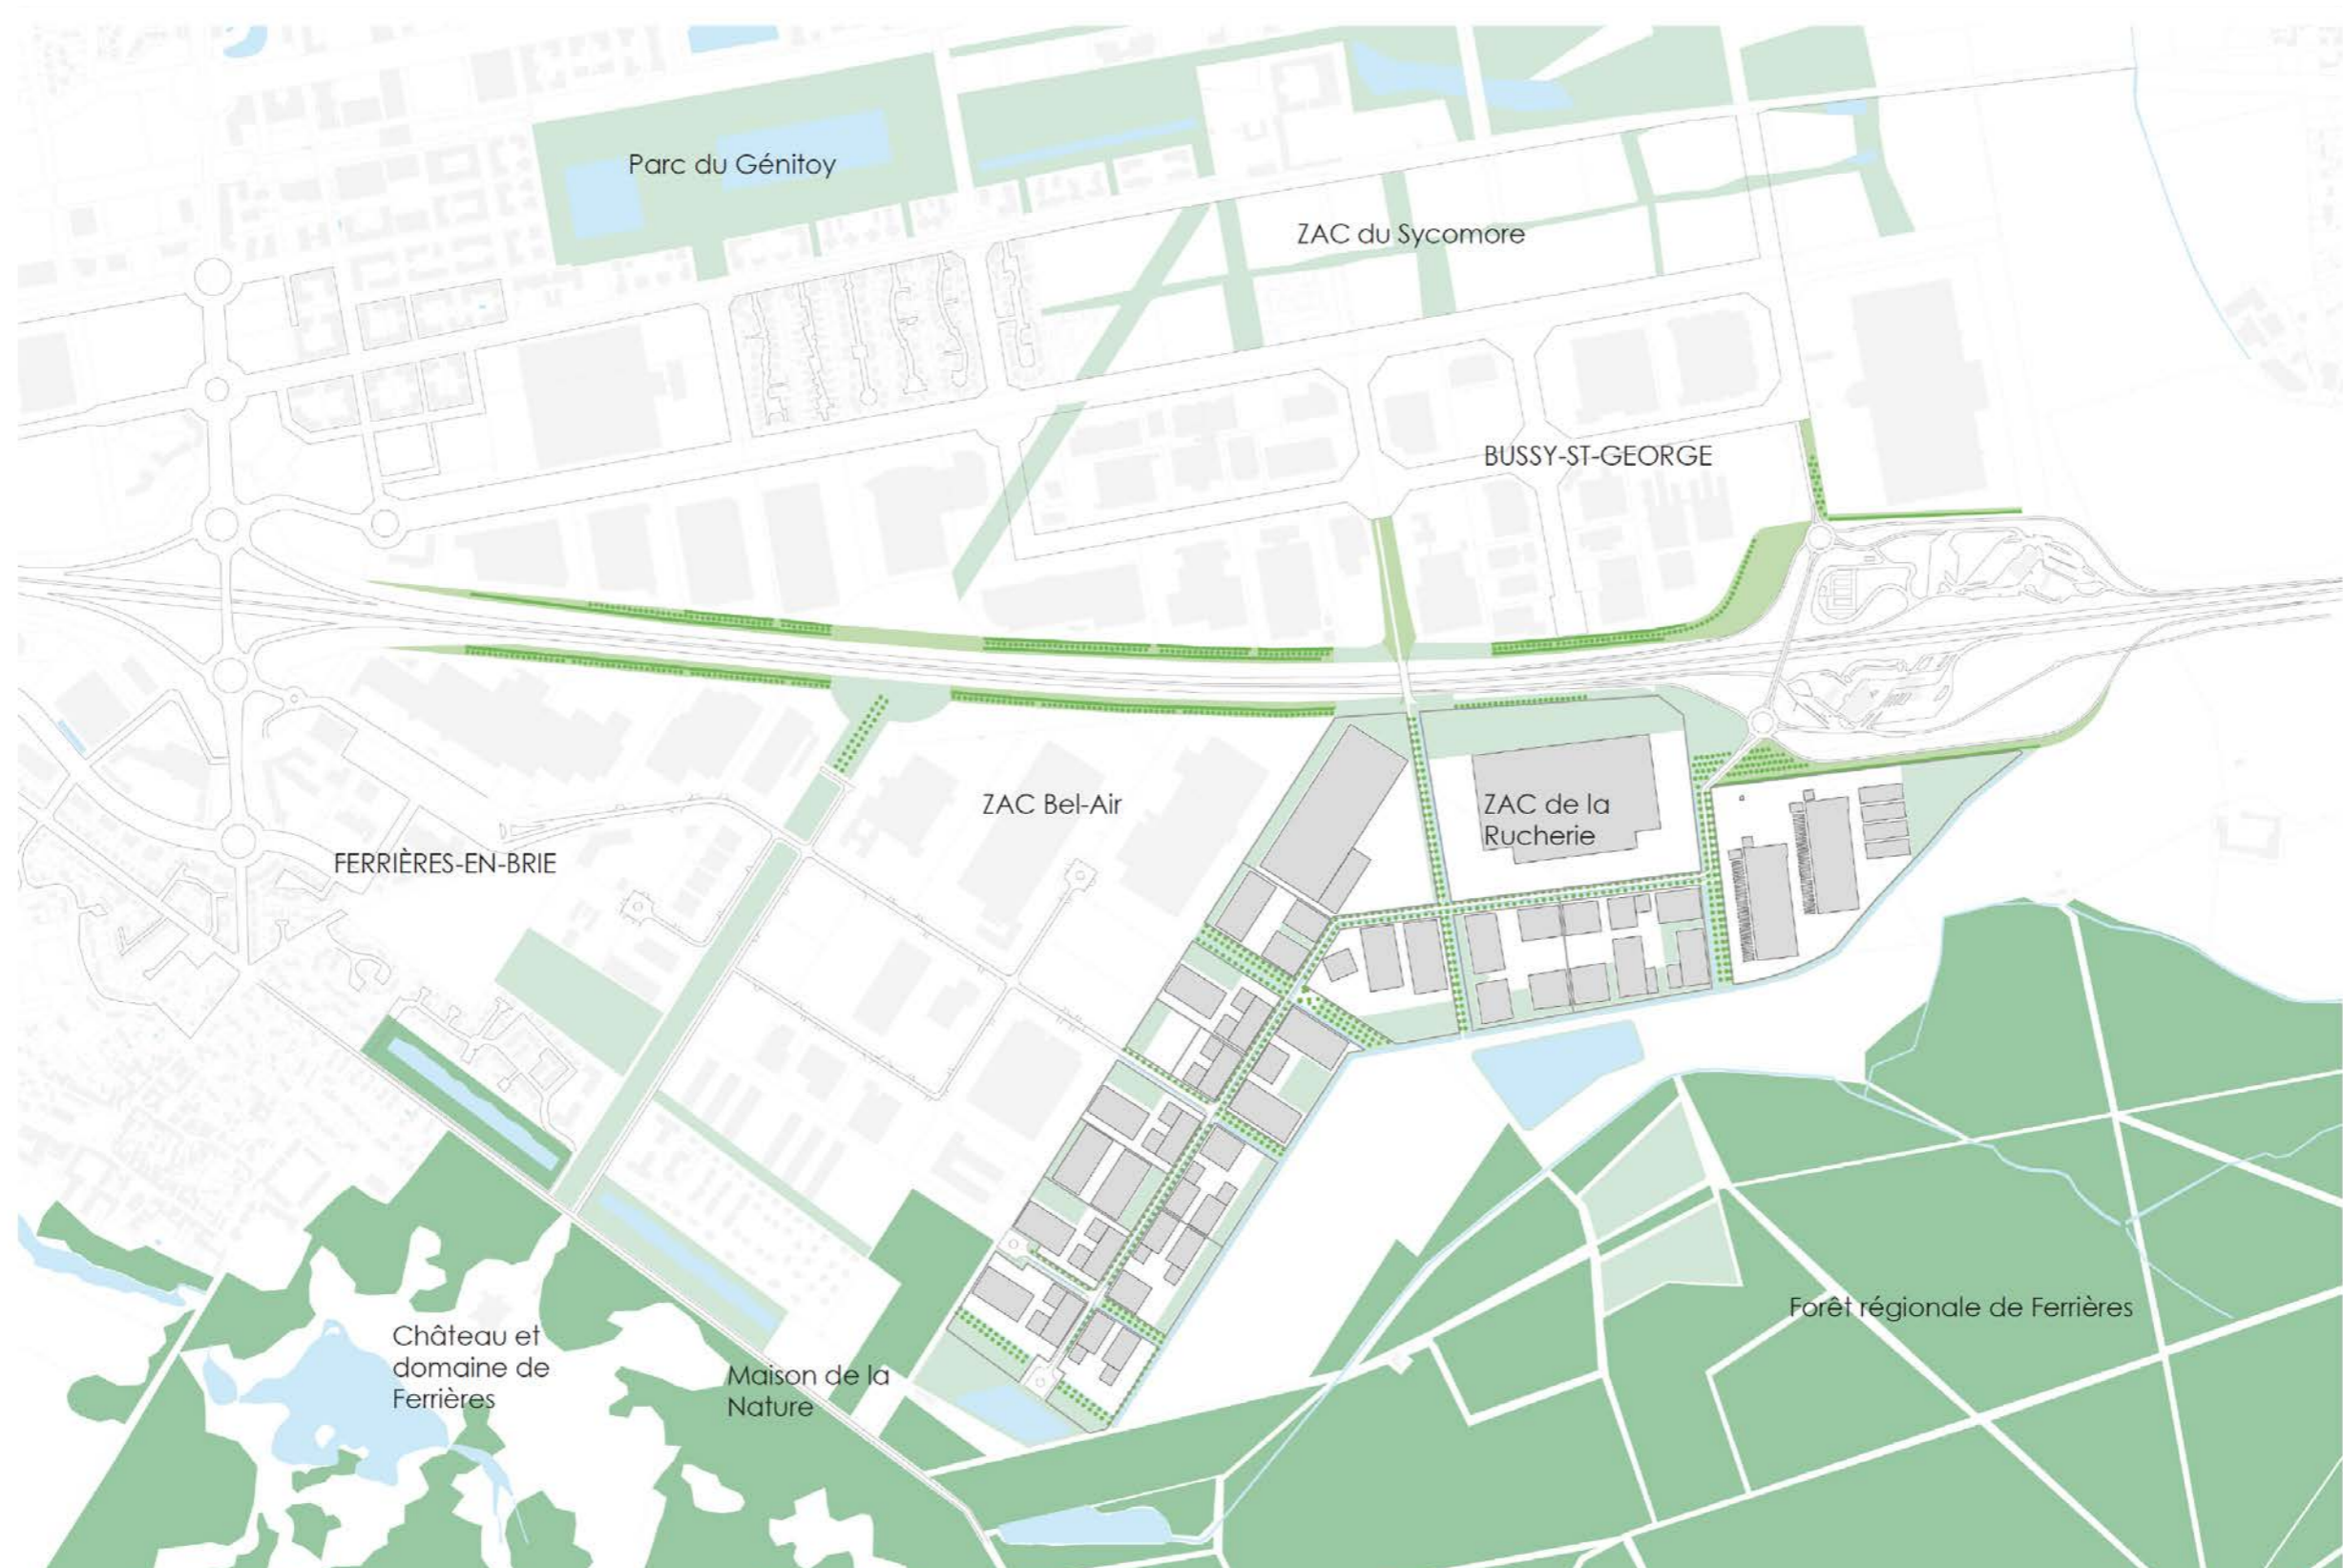 Parc du Génitoy
ZAC du Sycomore
BUSSY-ST-GEORGE
ZAC Bel-Air
ZAC de la
Rucherie
FERRIÈRES-EN-BRIE
Forêt régionale de Ferrières
Château et
domaine de
Ferrières
Maison de la
Nature